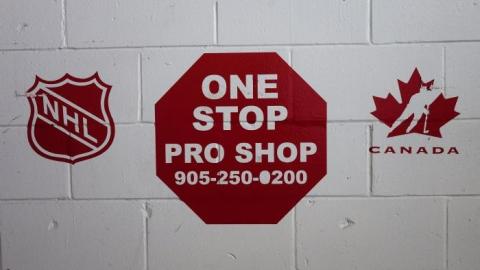 NHL
ONE
STOP
PRO SHOP
905-250-0200
CANADA